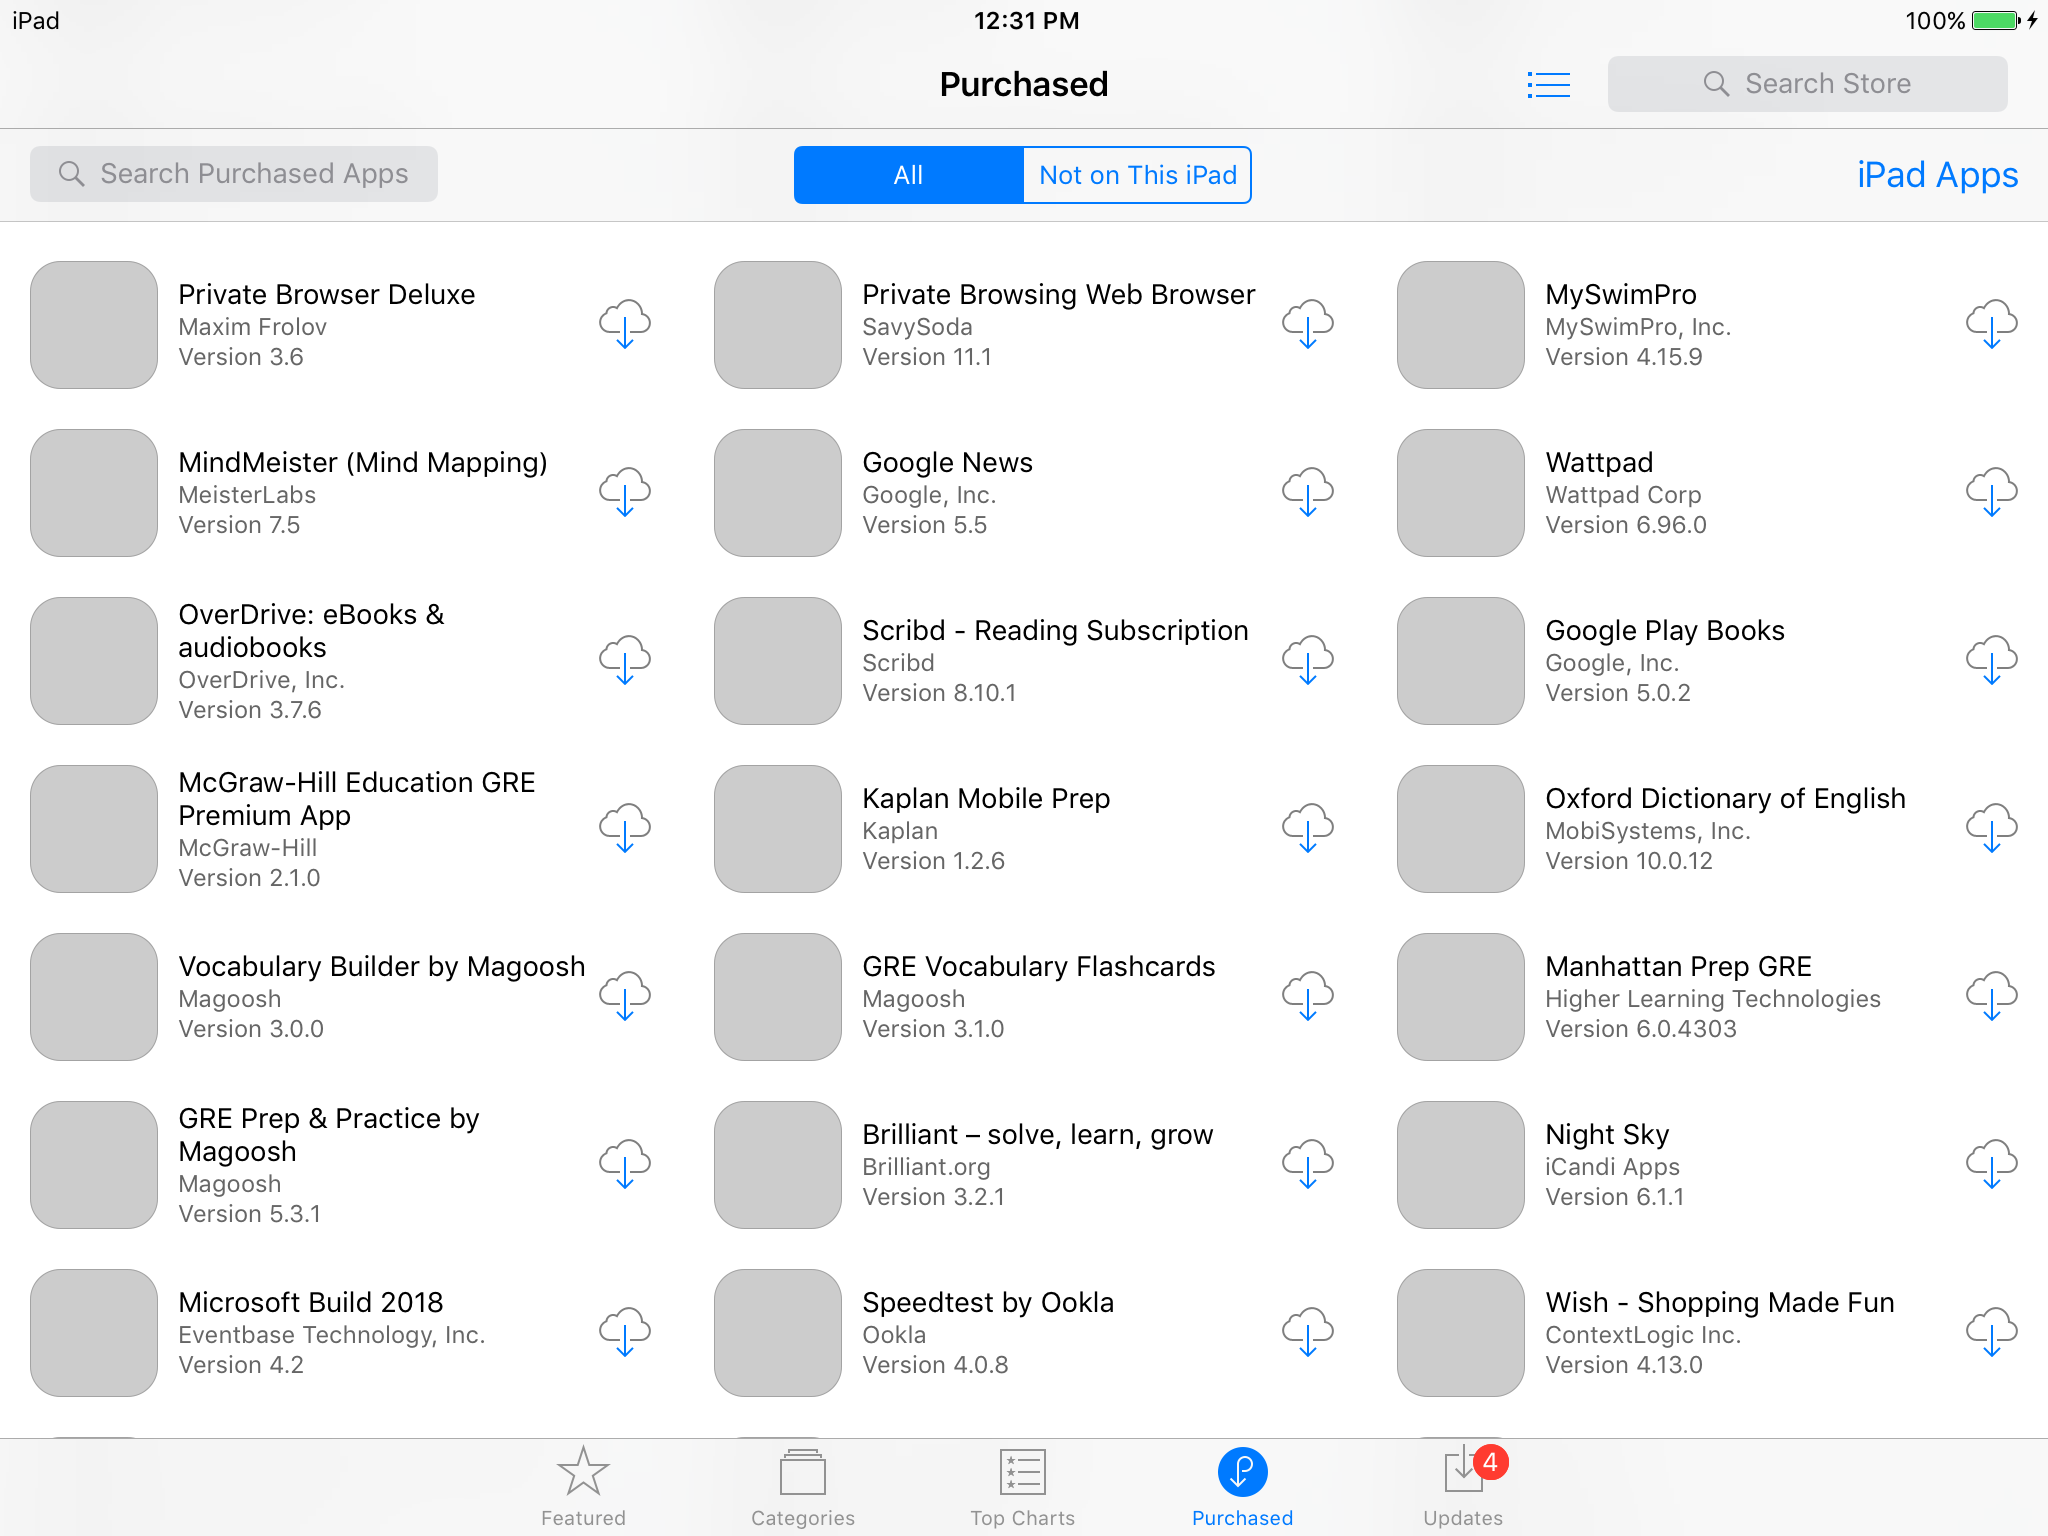 iPad
12:31 PM
100%
Purchased
Search Store
Search Purchased Apps
All
Not on This iPad
iPad Apps
Private Browser Deluxe
Maxim Frolov
Version 3.6
Private Browsing Web Browser
SavySoda
Version 11.1
MySwimPro
MySwimPro, Inc.
Version 4.15.9
MindMeister (Mind Mapping)
MeisterLabs
Version 7.5
Google News
Google, Inc.
Version 5.5
Wattpad
Wattpad Corp
Version 6.96.0
OverDrive: eBooks &
audiobooks
OverDrive, Inc.
Version 3.7.6
Scribd - Reading Subscription
Scribd
Version 8.10.1
Google Play Books
Google, Inc.
Version 5.0.2
McGraw-Hill Education GRE
Premium App
McGraw-Hill
Version 2.1.0
Kaplan Mobile Prep
Kaplan
Version 1.2.6
Oxford Dictionary of English
MobiSystems, Inc.
Version 10.0.12
Vocabulary Builder by Magoosh
Magoosh
Version 3.0.0
GRE Vocabulary Flashcards
Magoosh
Version 3.1.0
Manhattan Prep GRE
Higher Learning Technologies
Version 6.0.4303
GRE Prep & Practice by
Magoosh
Magoosh
Version 5.3.1
Brilliant – solve, learn, grow
Brilliant.org
Version 3.2.1
Night Sky
iCandi Apps
Version 6.1.1
Microsoft Build 2018
Eventbase Technology, Inc.
Version 4.2
Speedtest by Ookla
Ookla
Version 4.0.8
Wish - Shopping Made Fun
ContextLogic Inc.
Version 4.13.0
4
Featured
Categories
Top Charts
Purchased
Updates